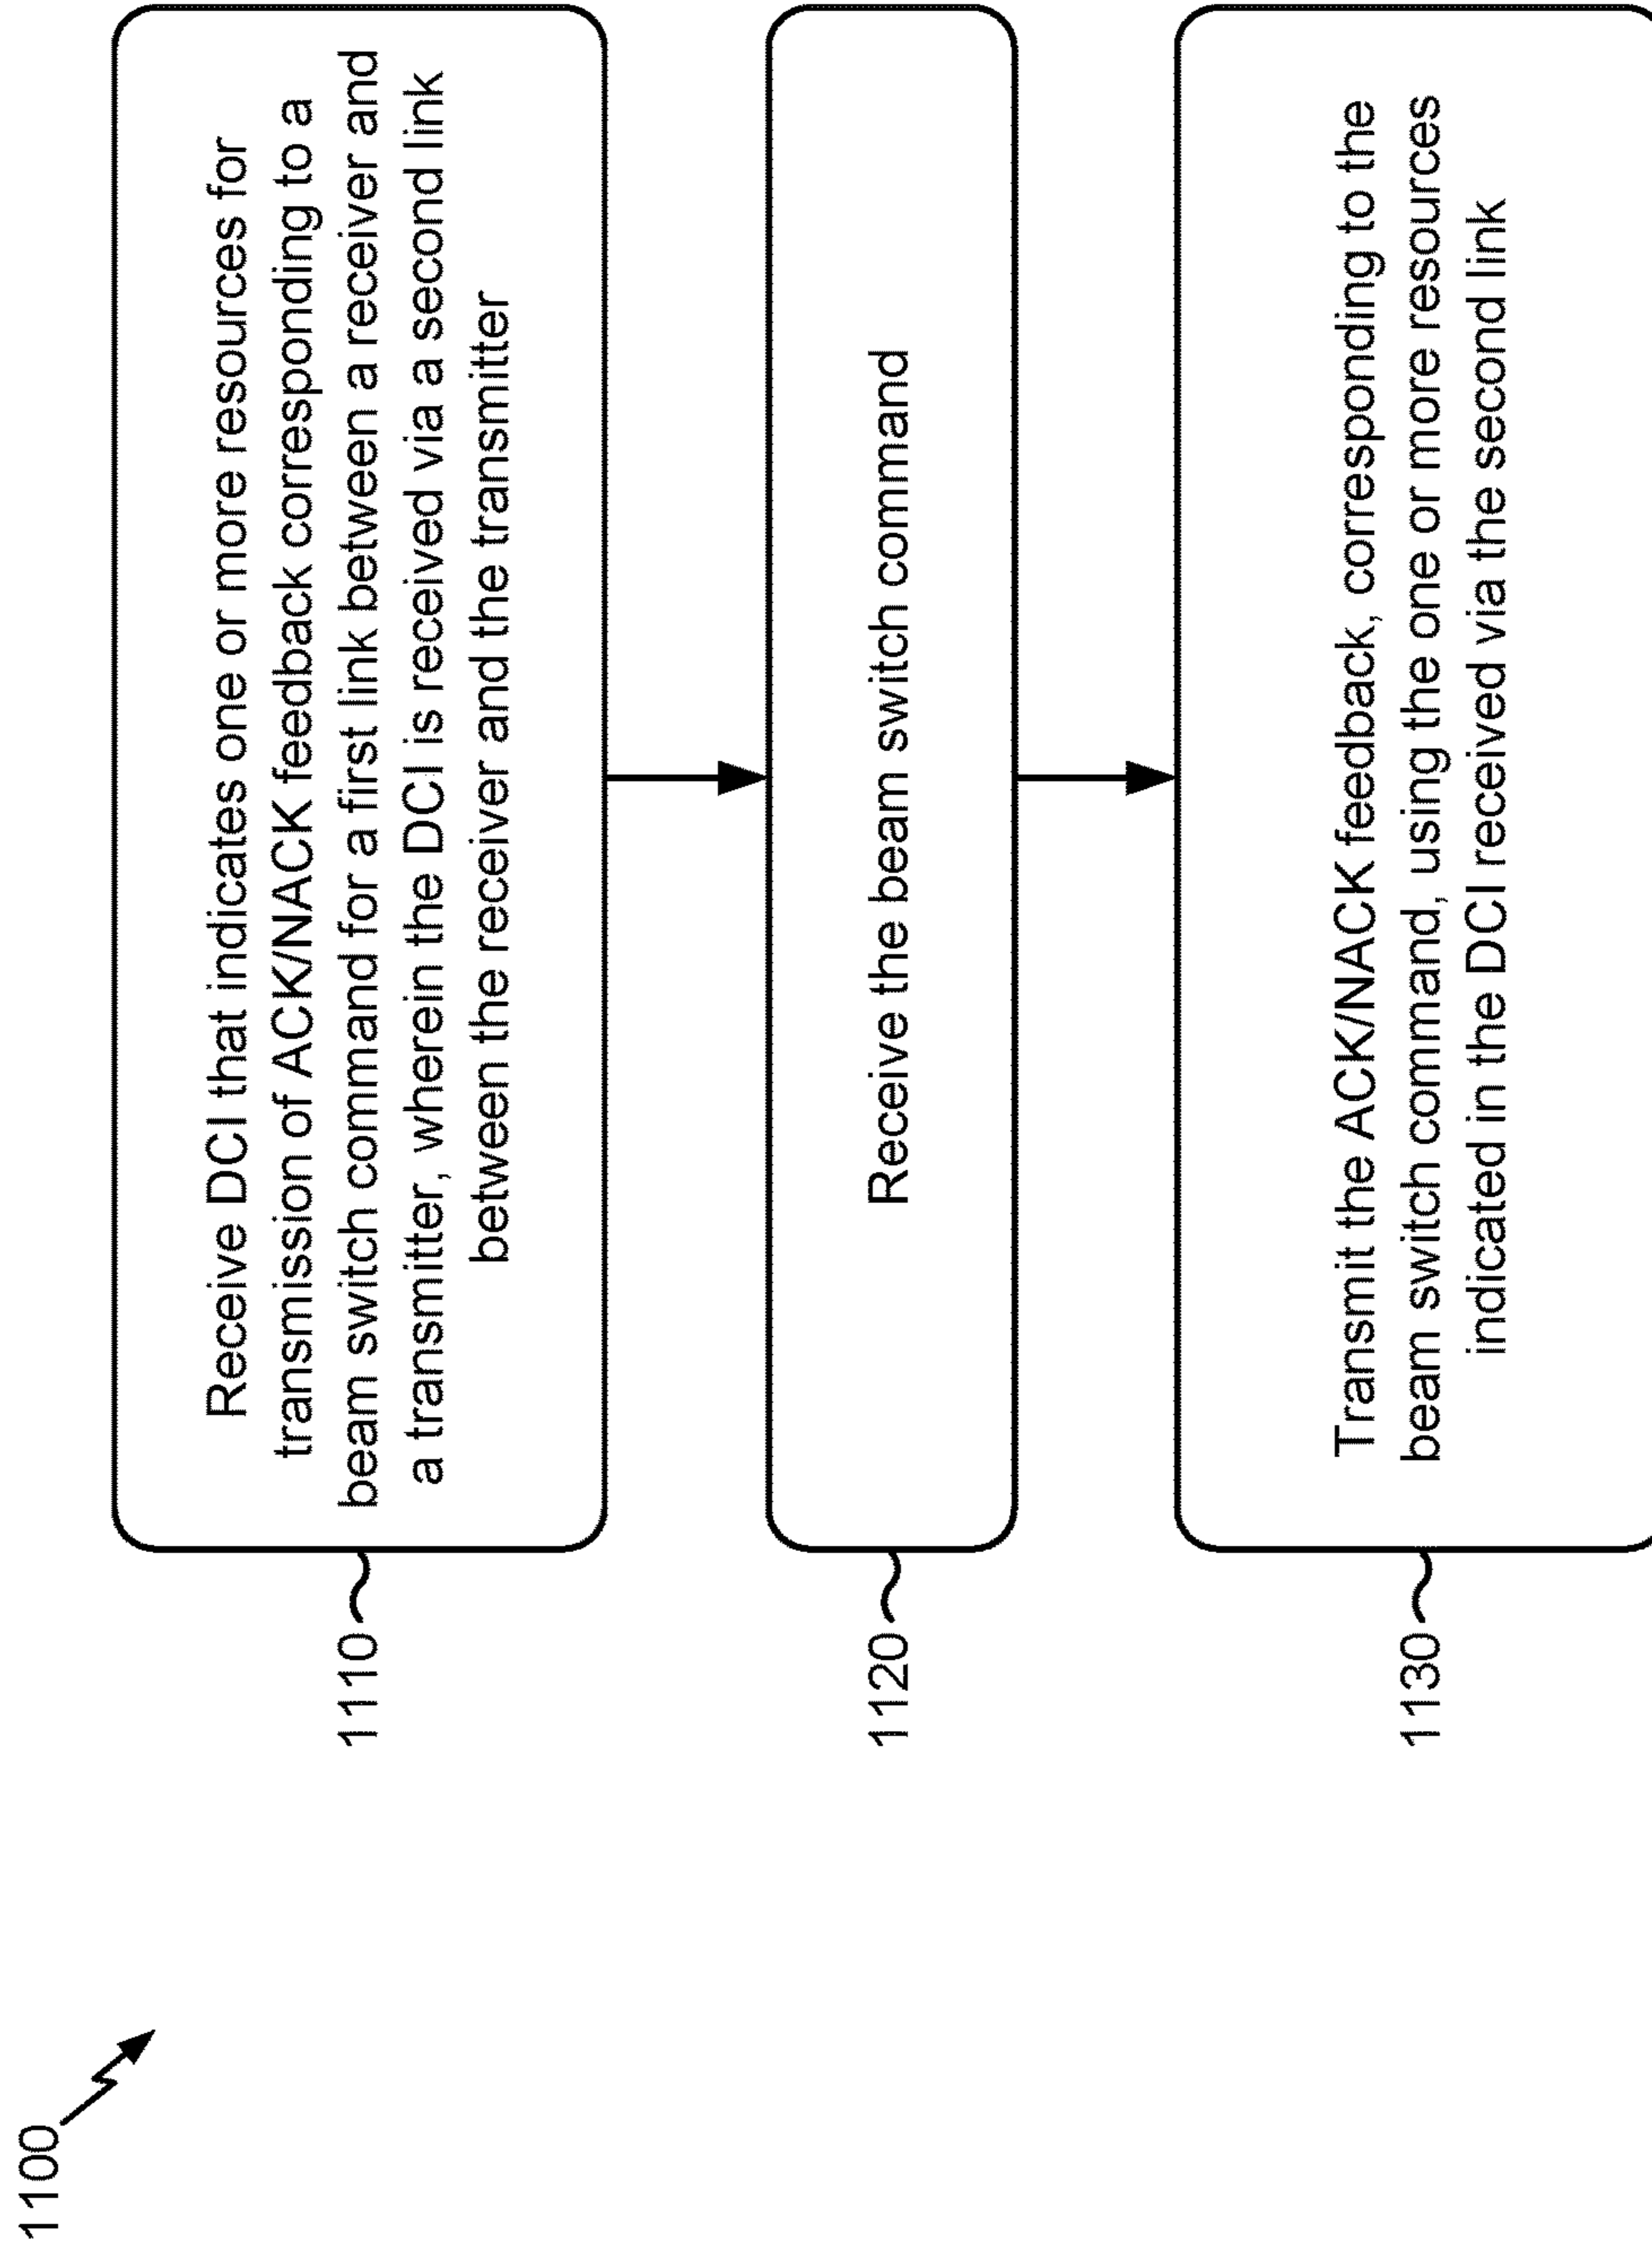 1100
1110
Receive DCI that indicates one or more resources for
transmission of ACK/NACK feedback corresponding to a
beam switch command for a first link between a receiver and
a transmitter, wherein the DCI is received via a second link
between the receiver and the transmitter
1120
Receive the beam switch command
1130
Transmit the ACK/NACK feedback, corresponding to the
beam switch command, using the one or more resources
indicated in the DCI received via the second link